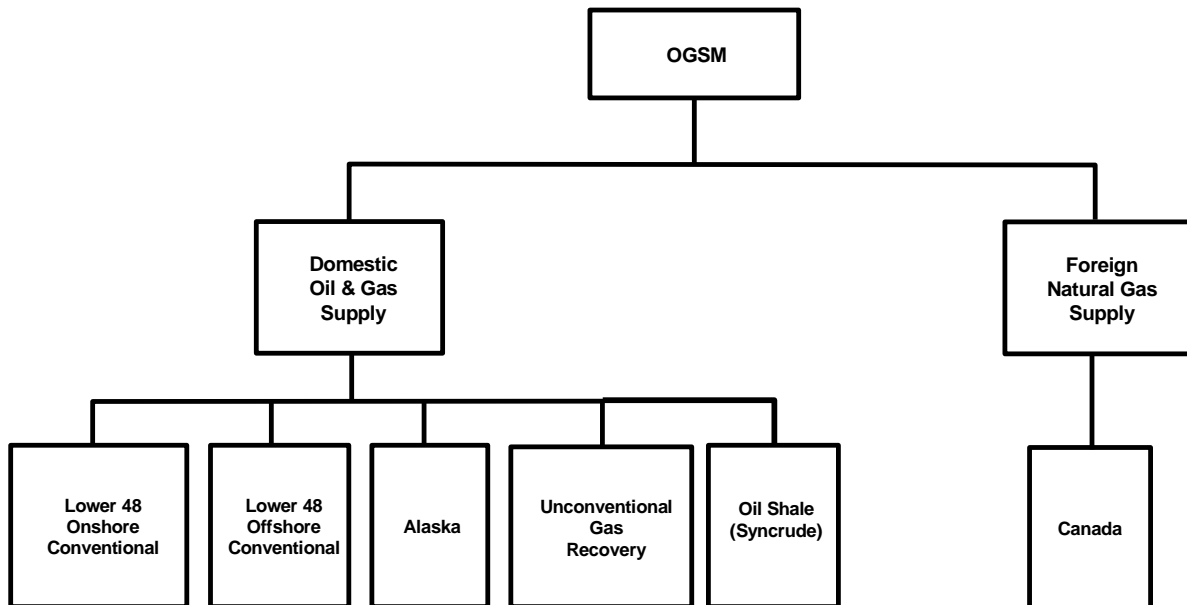 OGSM
Domestic
Oil & Gas
Supply
Foreign
Natural Gas
Supply
Lower 48
Onshore
Conventional
Lower 48
Offshore
Conventional
Alaska
Unconventional
Gas
Recovery
Oil Shale
(Syncrude)
Canada